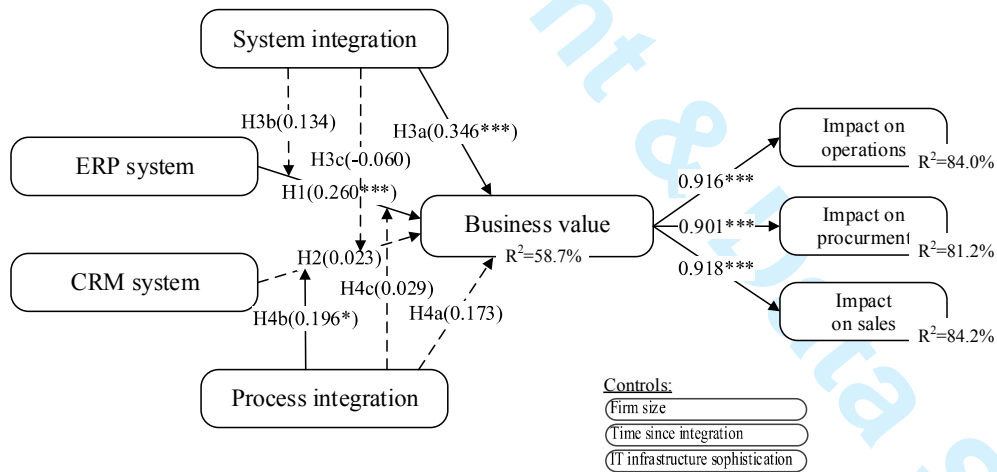 System integration
H3b(0.134)
H3a(0.346***)
ERP system
H3c(-0.060)
H1(0.260***)
Impact on
operations
R²=84.0%
0.916***
Business value
R²=58.7%
0.901***
Impact on
procurment
R²=81.2%
CRM system
H2(0.023)
0.918***
H4c(0.029)
H4b(0.196*)
H4a(0.173)
Impact
on sales
R²=84.2%
Process integration
Controls:
Firm size
Time since integration
IT infrastructure sophistication
nt & Data S